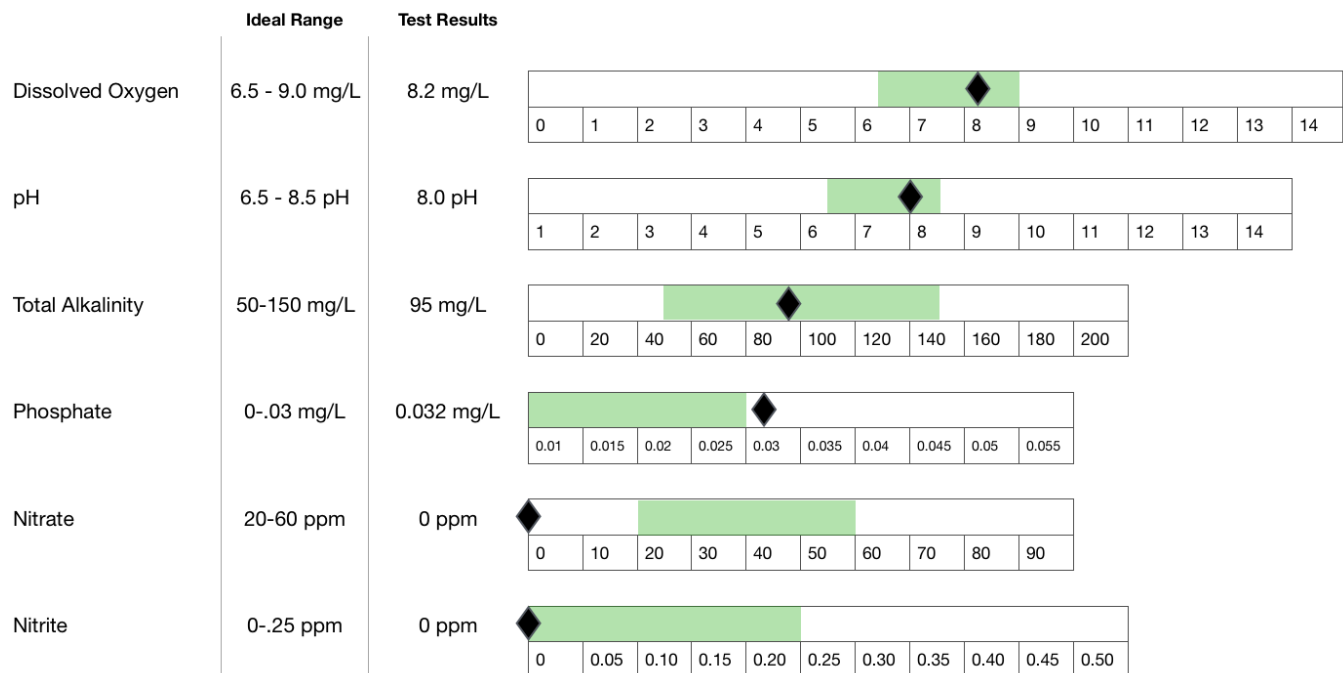 Ideal Range Test Results
Dissolved Oxygen 6.5 - 9.0 mg/L 8.2 mg/L
0 1 2 3 4 5 6 7 8 9 10 11 12 13 14
pH 6.5 - 8.5 pH 8.0 pH
1 2 3 4 5 6 7 8 9 10 11 12 13 14
Total Alkalinity 50-150 mg/L 95 mg/L
0 20 40 60 80 100 120 140 160 180 200
Phosphate 0-.03 mg/L 0.032 mg/L
0.01 0.015 0.02 0.025 0.03 0.035 0.04 0.045 0.05 0.055
Nitrate 20-60 ppm 0 ppm
0 10 20 30 40 50 60 70 80 90
Nitrite 0-.25 ppm 0 ppm
0 0.05 0.10 0.15 0.20 0.25 0.30 0.35 0.40 0.45 0.50